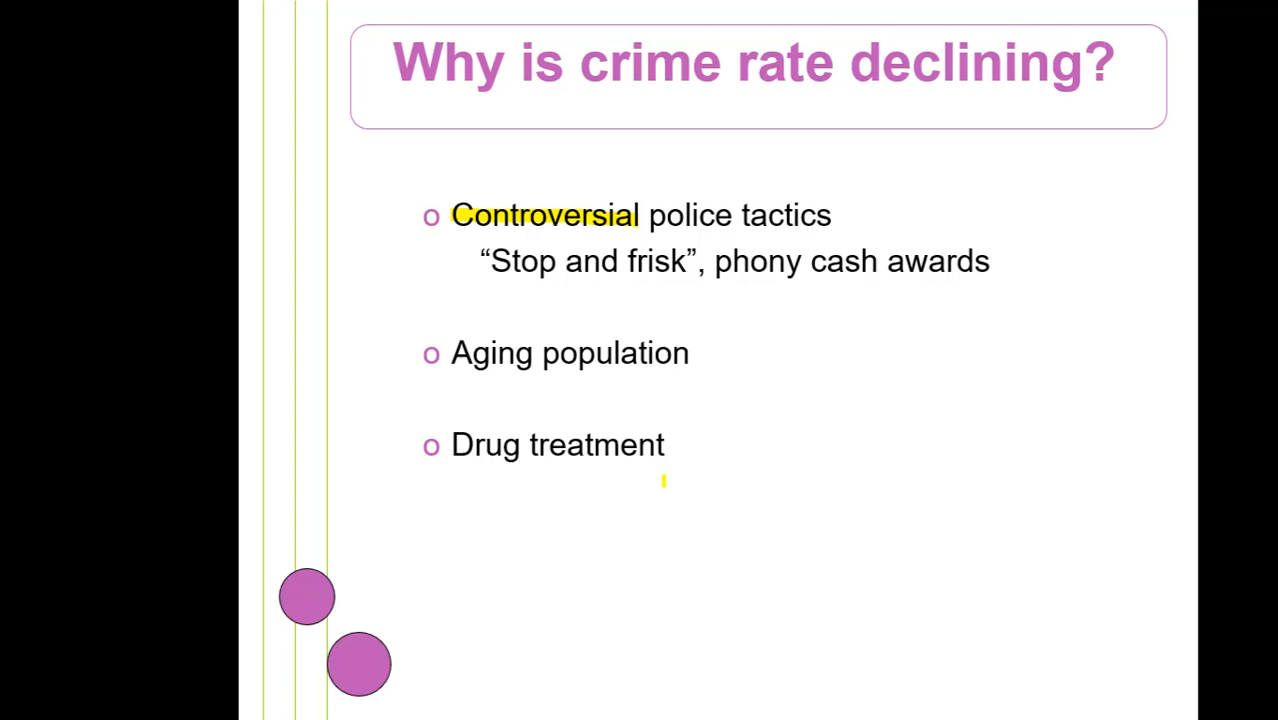 Why is crime rate declining?
o Controversial police tactics
“Stop and frisk”, phony cash awards
o Aging population
o Drug treatment